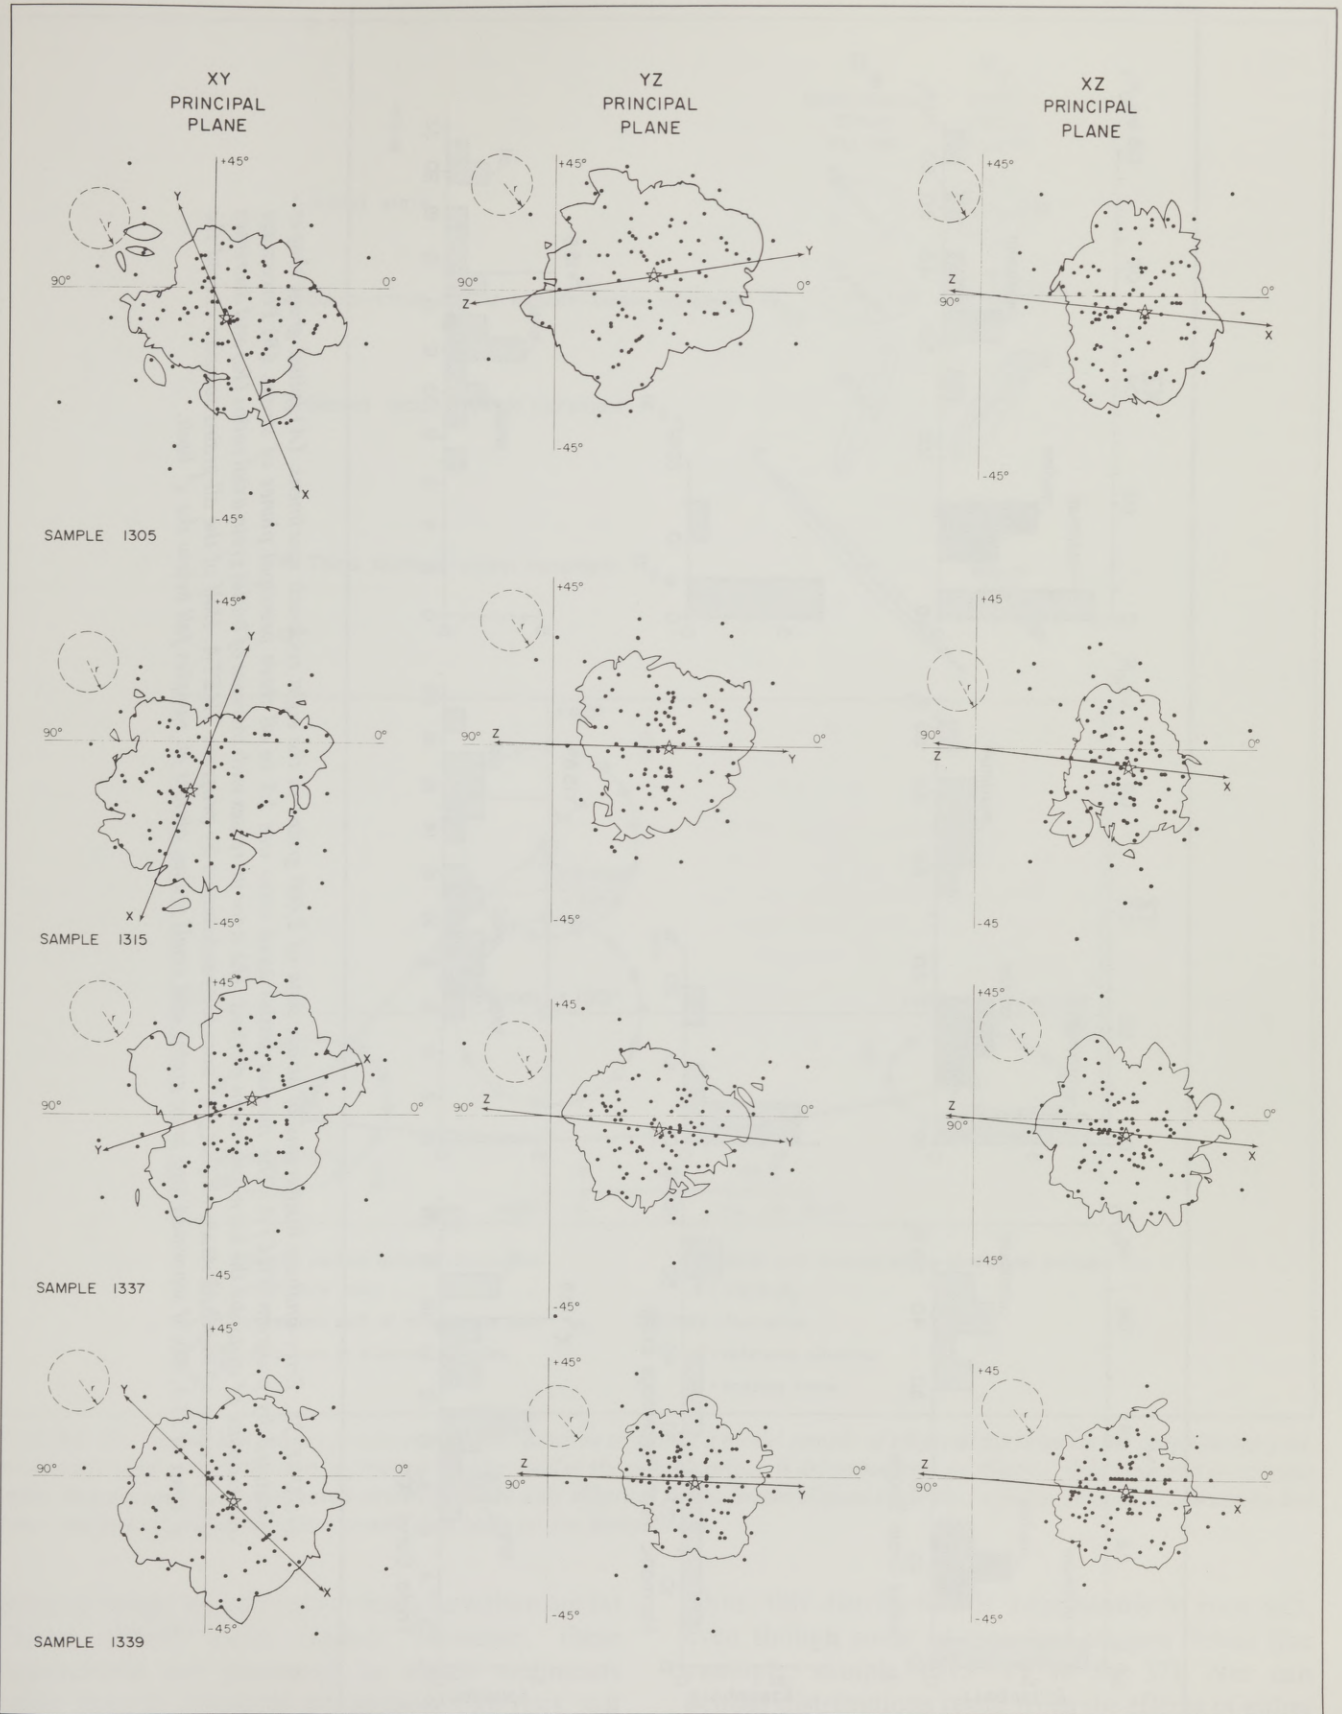 XY
PRINCIPAL
PLANE
YZ
PRINCIPAL
PLANE
XZ
PRINCIPAL
PLANE
+45°
Y
r
90°
0°
X
-45°
+45°
r
Y
90°
0°
Z
-45°
+45°
r
Z
90°
0°
X
-45°
SAMPLE 1305
+45°
Y
r
90°
0°
X
-45°
+45°
r
90°
Z
0°
Y
-45°
+45
r
90°
0°
Z
X
-45
SAMPLE 1315
+45°
r
X
90°
0°
Y
-45
+45
r
Z
90°
0°
Y
-45°
+45°
r
Z
90°
0°
X
-45°
SAMPLE 1337
+45°
r
Y
90°
0°
X
-45°
+45°
r
Z
90°
0°
Y
-45°
+45
r
Z
90°
0°
X
-45°
SAMPLE 1339